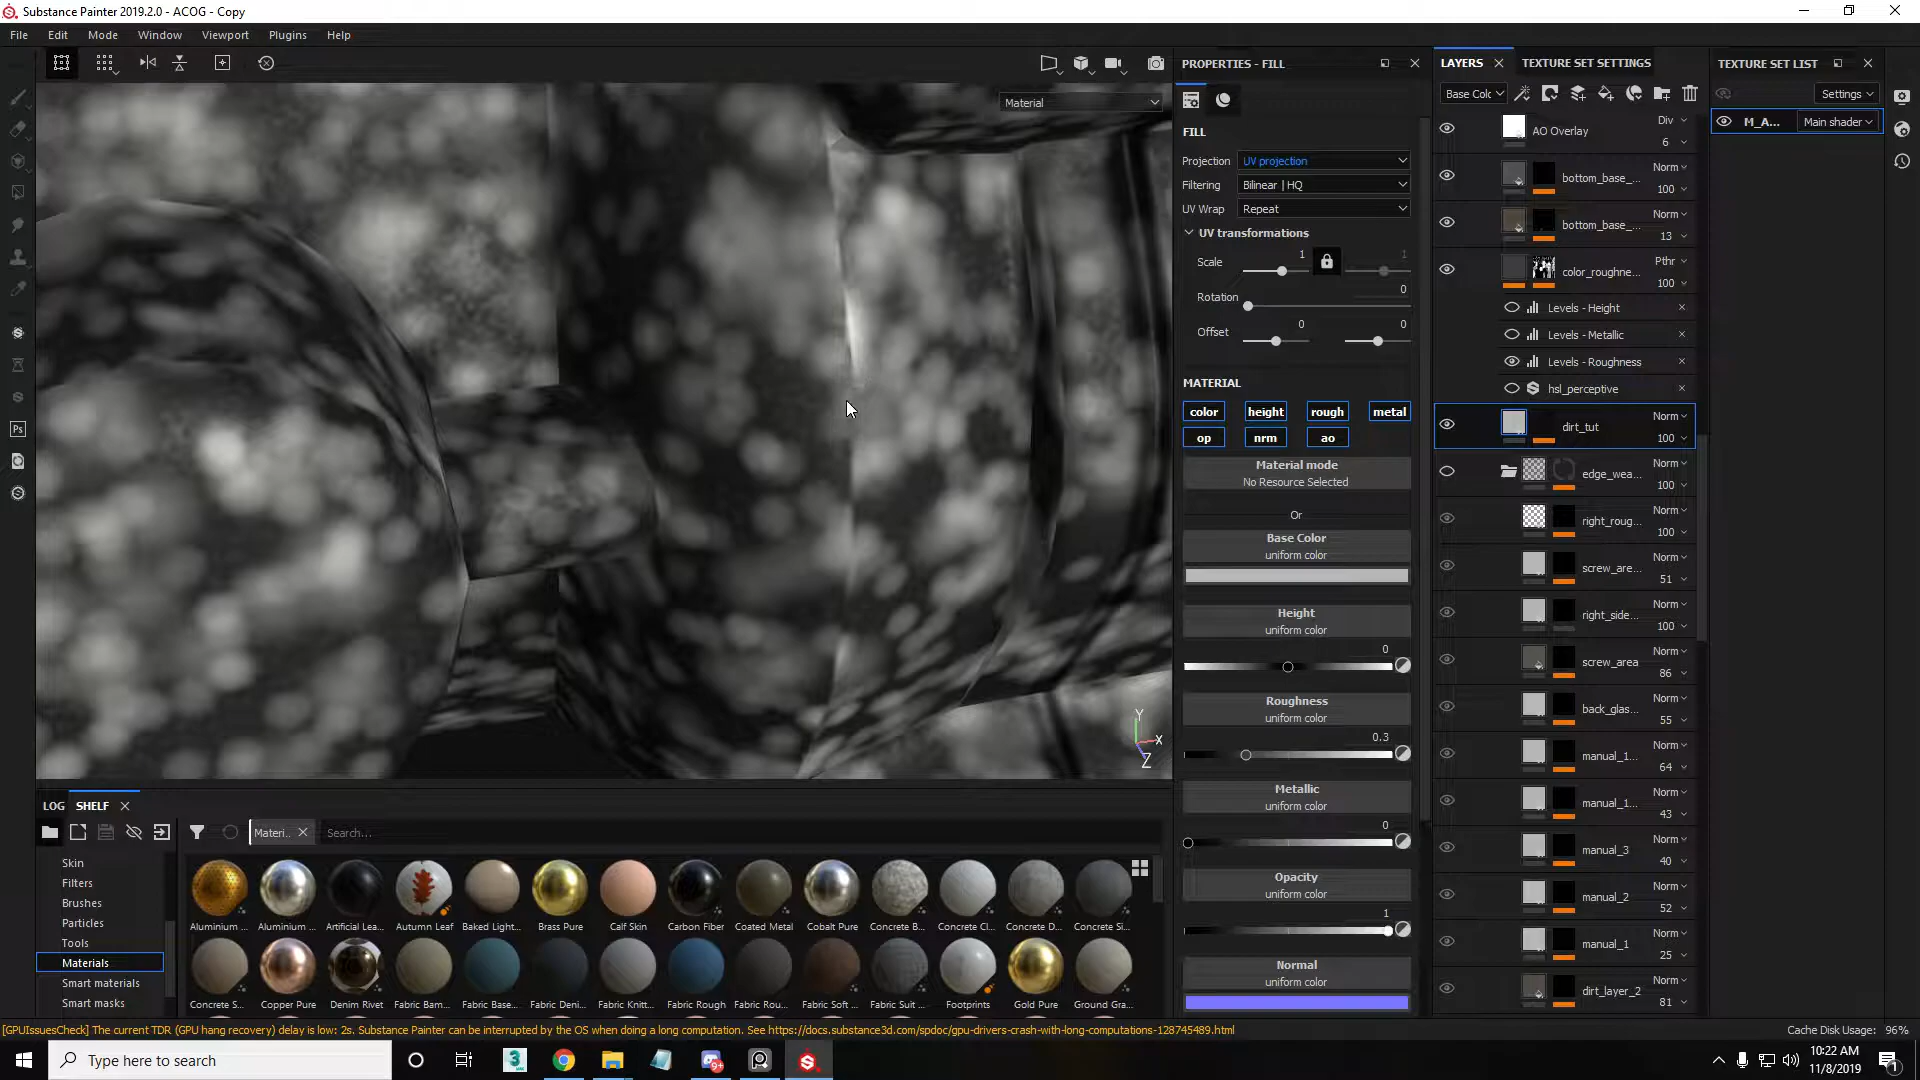 Substance Painter 2019.2.0 - ACOG - Copy
File Edit Mode Window Viewport Plugins Help
Material
PROPERTIES - FILL
FILL
Projection UV projection
Filtering Bilinear | HQ
UV Wrap Repeat
UV transformations
Scale 1 1
Rotation 0
Offset 0 0
MATERIAL
color height rough metal
op nrm ao
Material mode
No Resource Selected
Or
Base Color
uniform color
Height
uniform color
0
Roughness
uniform color
0.3
Metallic
uniform color
0
Opacity
uniform color
1
Normal
uniform color
LAYERS TEXTURE SET SETTINGS
Base Colc
AO Overlay Div 6
bottom_base_... Norm 100
bottom_base_... Norm 13
color_roughne... Pthr 100
Levels - Height
Levels - Metallic
Levels - Roughness
hsl_perceptive
dirt_tut Norm 100
edge_wea... Norm 100
right_roug... Norm 100
screw_are... Norm 51
right_side... Norm 100
screw_area Norm 86
back_glas... Norm 55
manual_1... Norm 64
manual_1... Norm 43
manual_3 Norm 40
manual_2 Norm 52
manual_1 Norm 25
dirt_layer_2 Norm 81
TEXTURE SET LIST
Settings
M_A... Main shader
Y
X
Z
Ps
LOG SHELF
Materi... Search...
Skin
Filters
Brushes
Particles
Tools
Materials
Smart materials
Smart masks
Aluminium ... Aluminium ... Artificial Lea... Autumn Leaf Baked Light... Brass Pure Calf Skin Carbon Fiber Coated Metal Cobalt Pure Concrete B... Concrete Cl... Concrete D... Concrete Si...
Concrete S... Copper Pure Denim Rivet Fabric Bam... Fabric Base... Fabric Deni... Fabric Knitt... Fabric Rough Fabric Rou... Fabric Soft ... Fabric Suit ... Footprints Gold Pure Ground Gra...
[GPUIssuesCheck] The current TDR (GPU hang recovery) delay is low: 2s. Substance Painter can be interrupted by the OS when doing a long computation. See https://docs.substance3d.com/spdoc/gpu-drivers-crash-with-long-computations-128745489.html
Cache Disk Usage: 96%
Type here to search
10:22 AM
11/8/2019